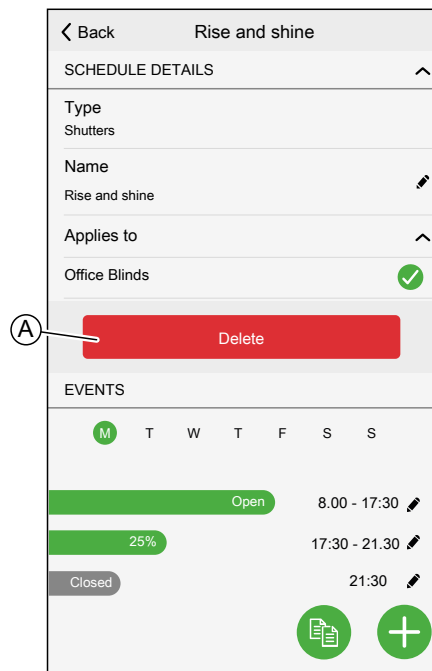 Back Rise and shine
SCHEDULE DETAILS
Type
Shutters
Name
Rise and shine
Applies to
Office Blinds
A
Delete
EVENTS
M T W T F S S
Open 8.00 - 17:30
25% 17:30 - 21.30
Closed 21:30